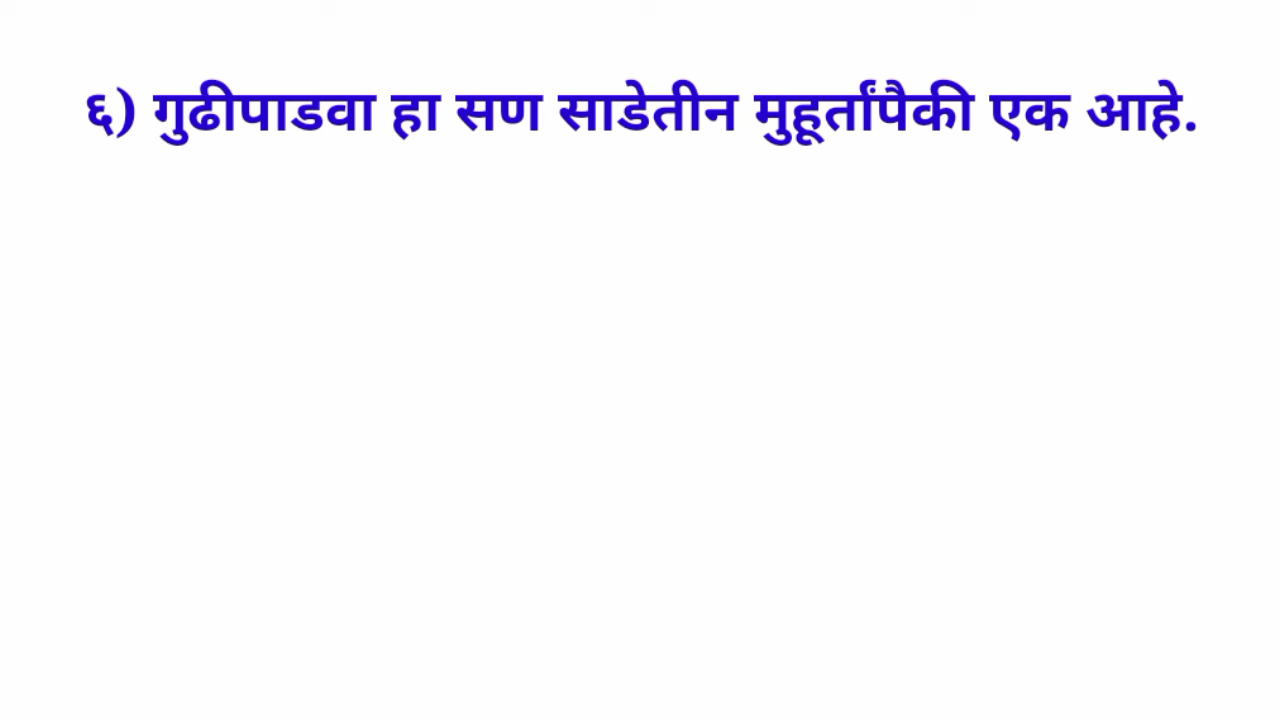 ६) गुढीपाडवा हा सण साडेतीन मुहूर्तांपैकी एक आहे.